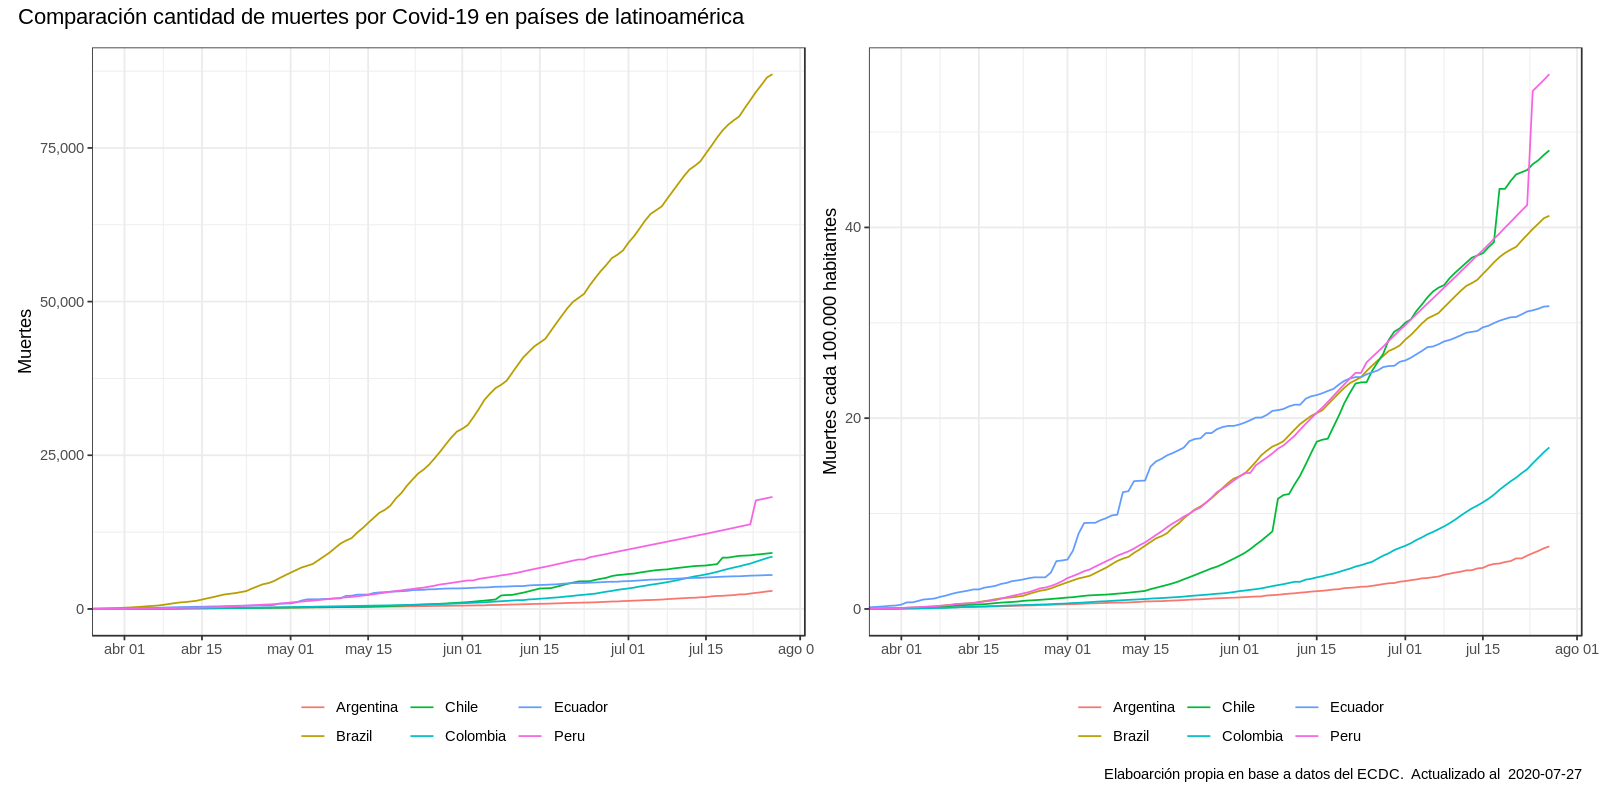 Comparación cantidad de muertes por Covid-19 en países de latinoamérica
Muertes
75,000
50,000
25,000
0
abr 01 abr 15 may 01 may 15 jun 01 jun 15 jul 01 jul 15 ago 0
Argentina Chile Ecuador
Brazil Colombia Peru
Muertes cada 100.000 habitantes
40
20
0
abr 01 abr 15 may 01 may 15 jun 01 jun 15 jul 01 jul 15 ago 01
Argentina Chile Ecuador
Brazil Colombia Peru
Elaboarción propia en base a datos del ECDC.  Actualizado al  2020-07-27